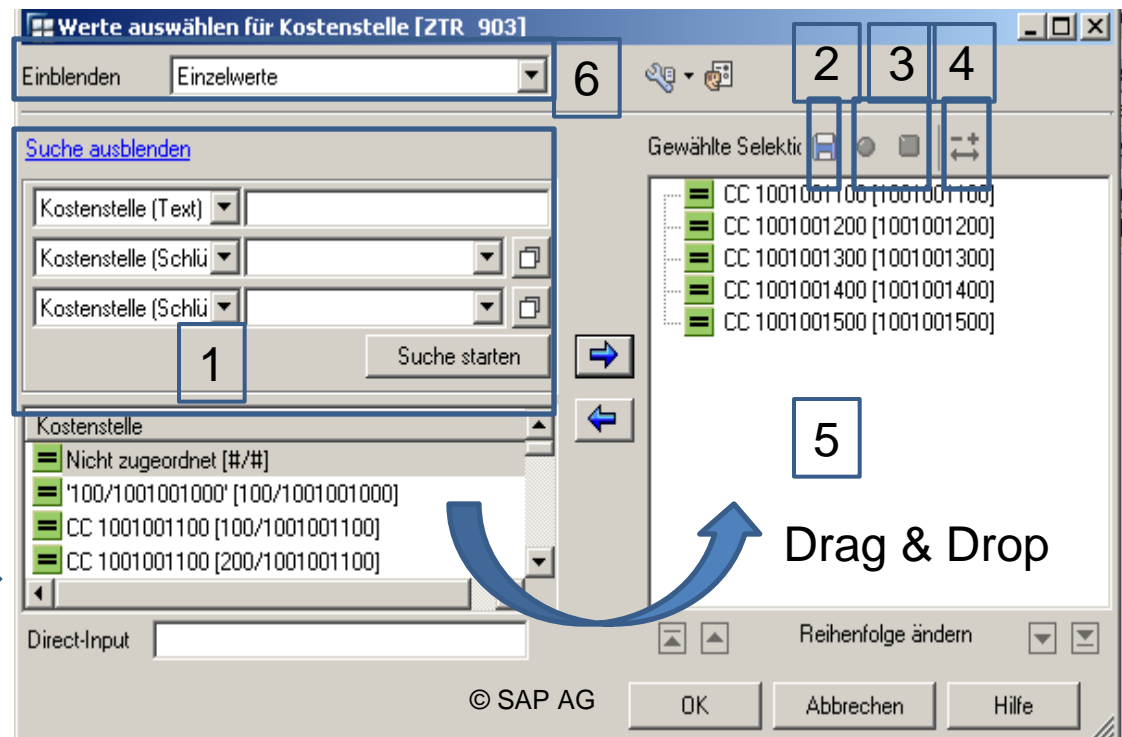 Werte auswählen für Kostenstelle [ZTR_903]
Einblenden Einzelwerte
6
2
3
4
Suche ausblenden
Kostenstelle (Text)
Kostenstelle (Schlü
Kostenstelle (Schlü
1
Suche starten
Kostenstelle
Nicht zugeordnet [#/#]
'100/1001001000' [100/1001001000]
CC 1001001100 [100/1001001100]
CC 1001001100 [200/1001001100]
Direct-Input
Gewählte Selektic
CC 1001001100 [1001001100]
CC 1001001200 [1001001200]
CC 1001001300 [1001001300]
CC 1001001400 [1001001400]
CC 1001001500 [1001001500]
5
Drag & Drop
Reihenfolge ändern
© SAP AG
OK
Abbrechen
Hilfe